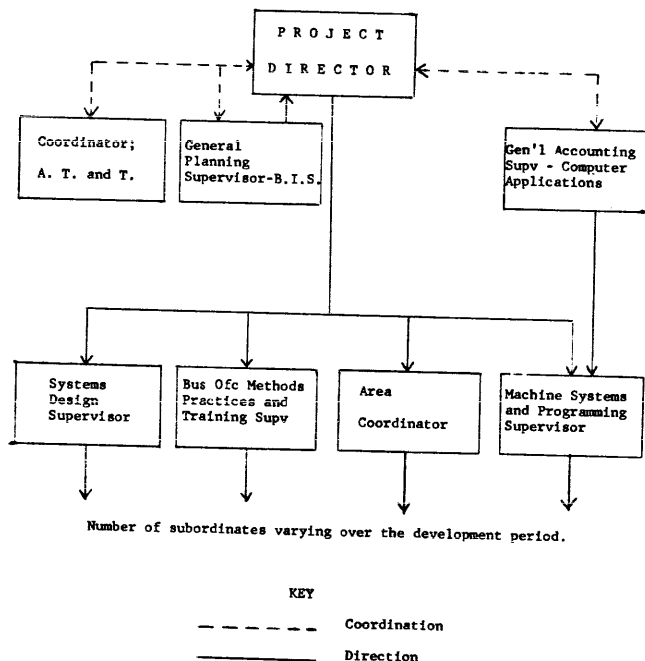 PROJECT
DIRECTOR
Coordinator;
A. T. and T.
General
Planning
Supervisor-B.I.S.
Gen'l Accounting
Supv - Computer
Applications
Systems
Design
Supervisor
Bus Ofc Methods
Practices and
Training Supv
Area
Coordinator
Machine Systems
and Programming
Supervisor
Number of subordinates varying over the development period.
KEY
Coordination
Direction